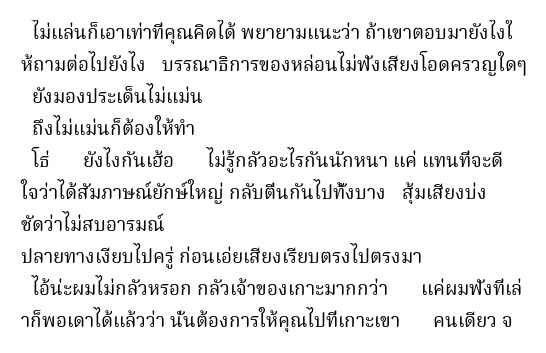 ไม่แล่นก็เอาเท่าที่คุณคิดได้ พยายามแนะว่า ถ้าเขาตอบมายังไงใ
ห้ถามต่อไปยังไง บรรณาธิการของหล่อนไม่ฟังเสียงโอดครวญใดๆ
ยังมองประเด็นไม่แม่น
ถึงไม่แม่นก็ต้องให้ทำ
โธ่ ยังไงกันเฮ้อ ไม่รู้กลัวอะไรกันนักหนา แค่ แทนที่จะดี
ใจว่าได้สัมภาษณ์ยักษ์ใหญ่ กลับตีนกันไปทั้งบาง สุ้มเสียงบ่ง
ชัดว่าไม่สบอารมณ์
ปลายทางเงียบไปครู่ ก่อนเอ่ยเสียงเรียบตรงไปตรงมา
ไอ้น่ะผมไม่กลัวหรอก กลัวเจ้าของเกาะมากกว่า แค่ผมฟังที่เล่
าก็พอเดาได้แล้วว่า นั้นต้องการให้คุณไปที่เกาะเขา คนเดียว จ